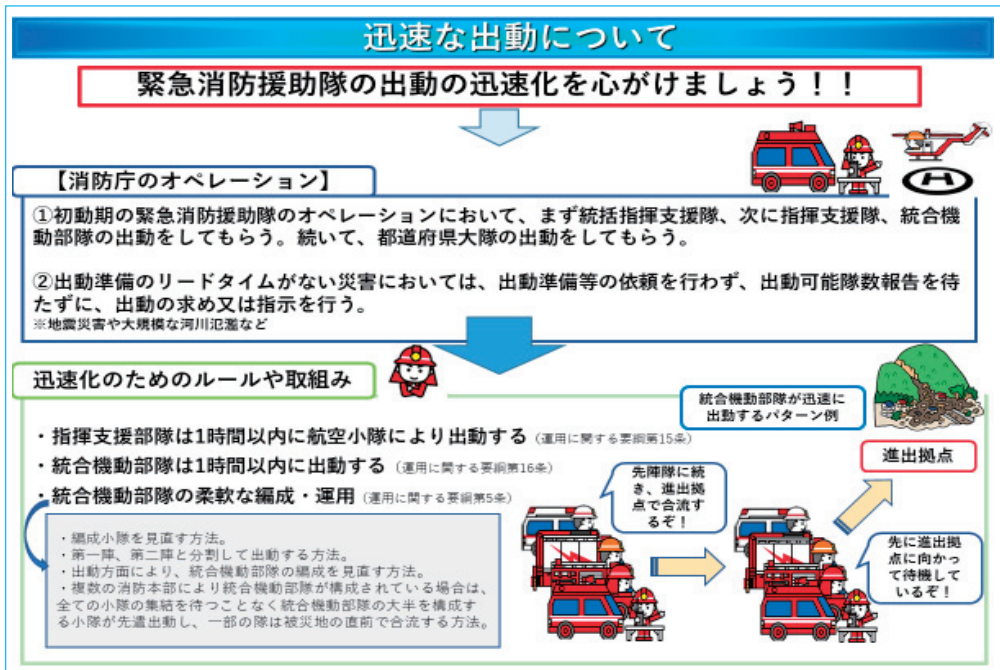 迅速な出動について
緊急消防援助隊の出動の迅速化を心がけましょう！！
【消防庁のオペレーション】
①初動期の緊急消防援助隊のオペレーションにおいて、まず統括指揮支援隊、次に指揮支援隊、統合機
動部隊の出動をしてもらう。続いて、都道府県大隊の出動をしてもらう。
②出動準備のリードタイムがない災害においては、出動準備等の依頼を行わず、出動可能隊数報告を待
たずに、出動の求め又は指示を行う。
※地震災害や大規模な河川氾濫など
H
迅速化のためのルールや取組み
統合機動部隊が迅速に
出動するパターン例
・指揮支援部隊は1時間以内に航空小隊により出動する（運用に関する要綱第15条）
・統合機動部隊は1時間以内に出動する（運用に関する要綱第16条）
・統合機動部隊の柔軟な編成・運用（運用に関する要綱第5条）
・編成小隊を見直す方法。
・第一陣、第二陣と分割して出動する方法。
・出動方面により、統合機動部隊の編成を見直す方法。
・複数の消防本部により統合機動部隊が構成されている場合は、
全ての小隊の集結を待つことなく統合機動部隊の大半を構成す
る小隊が先遣出動し、一部の隊は被災地の直前で合流する方法。
先陣隊に続
き、進出拠
点で合流す
るぞ！
進出拠点
先に進出拠
点に向かっ
て待機して
いるぞ！